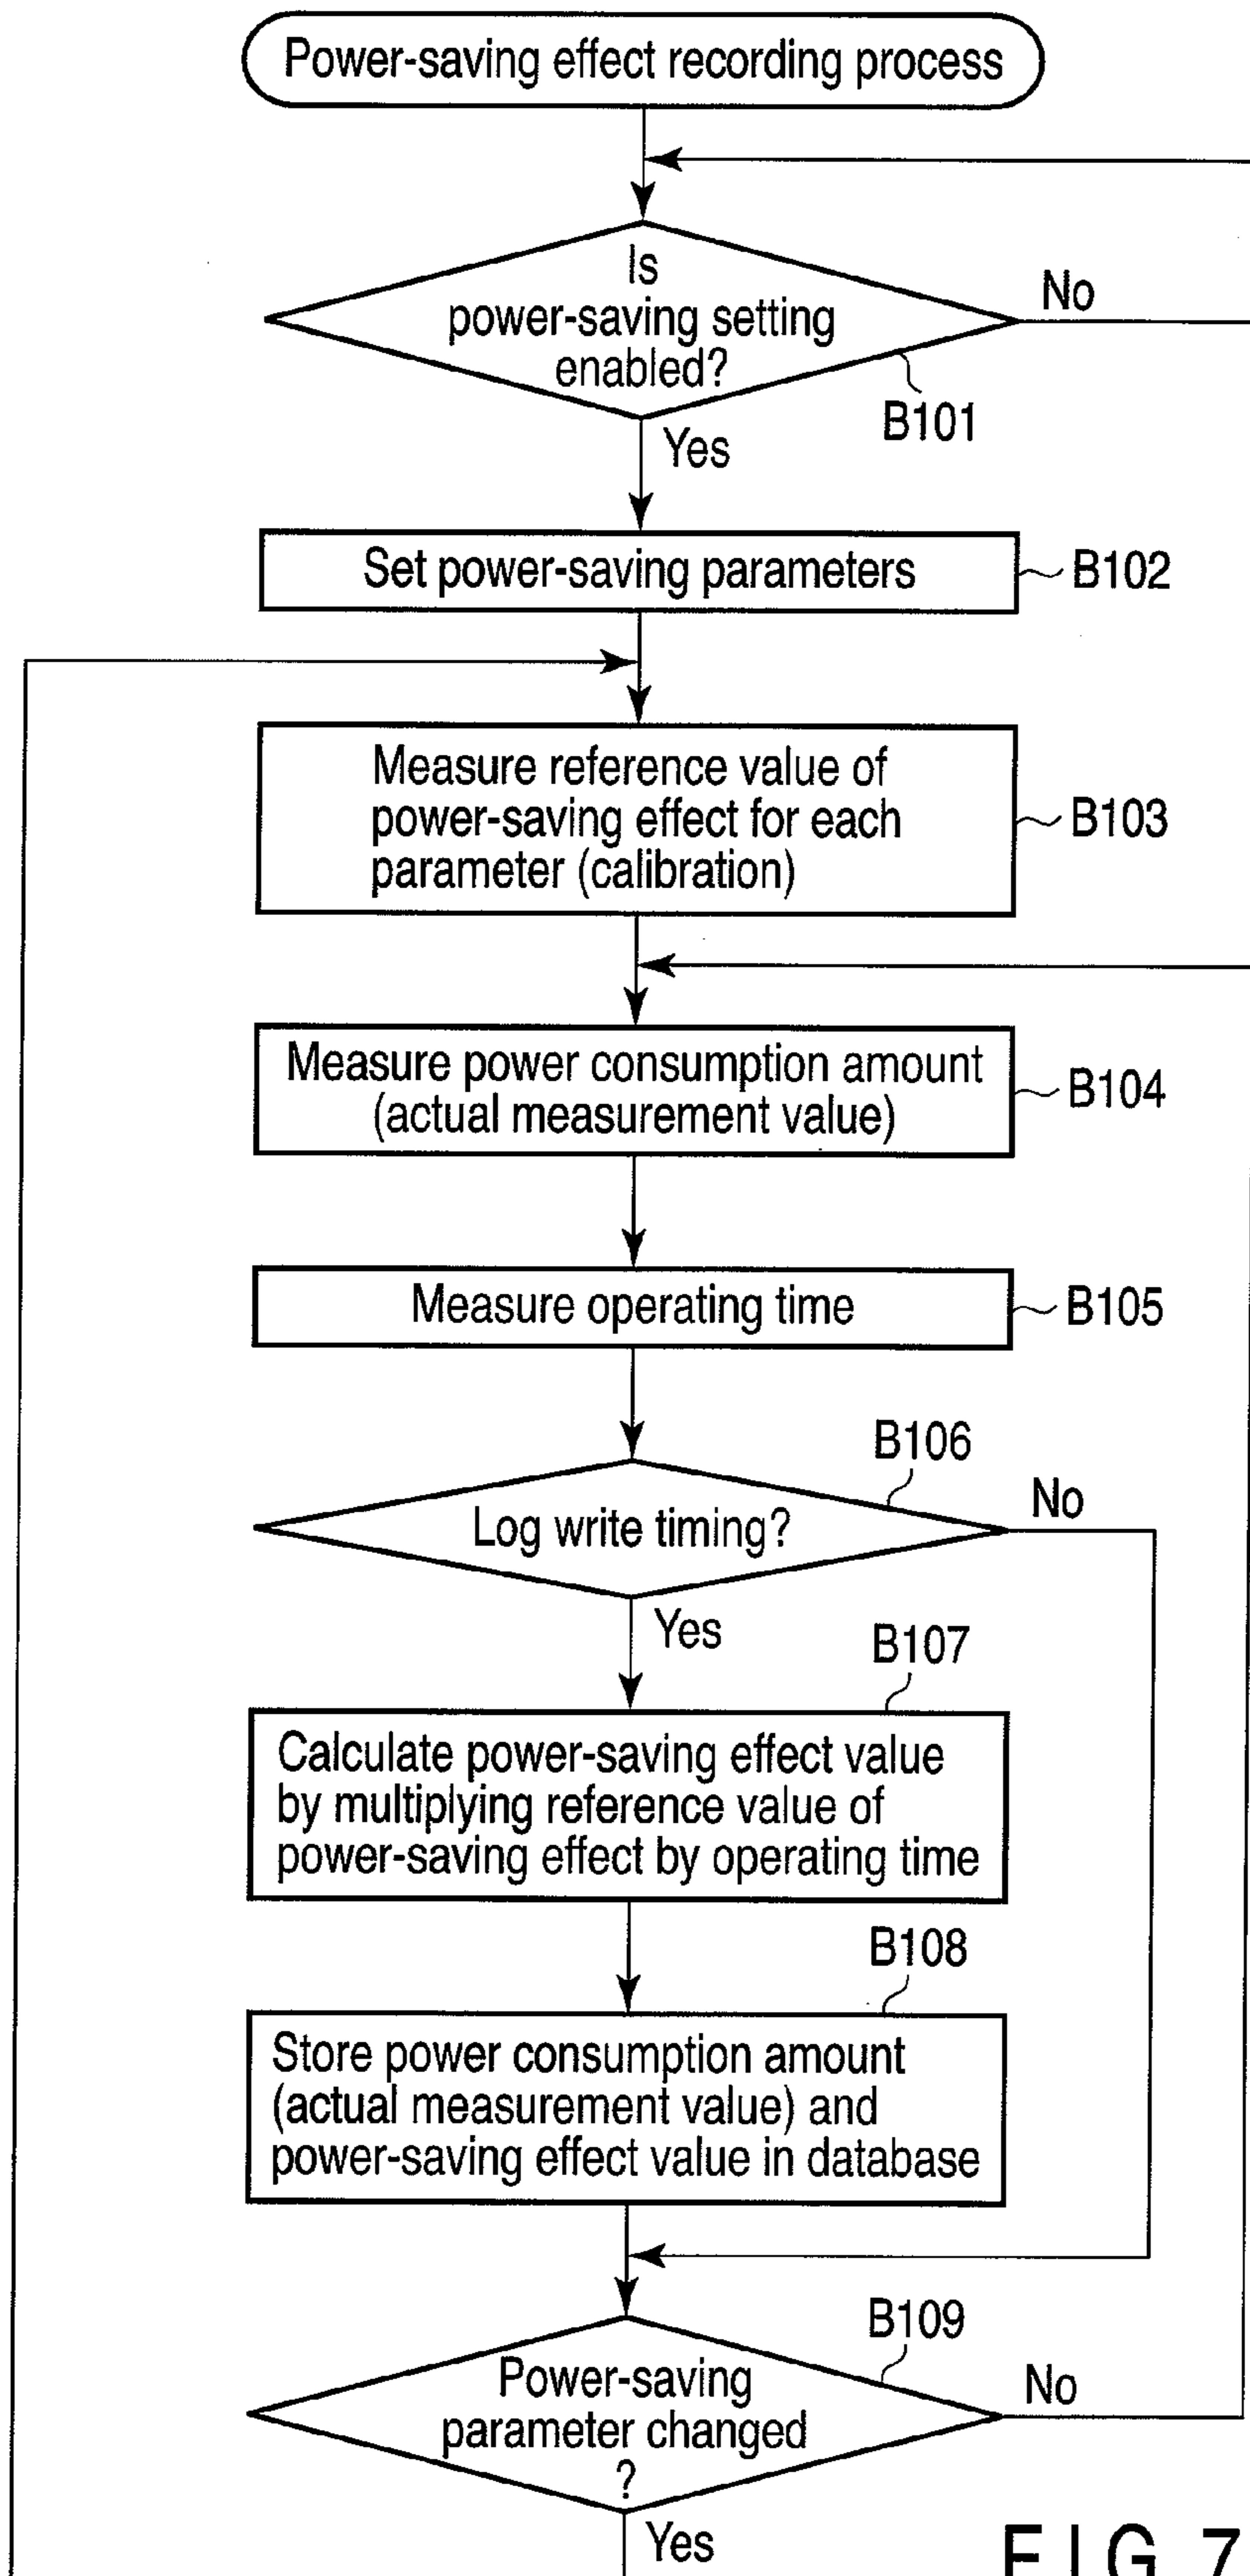 Power-saving effect recording process
Is
power-saving setting
enabled?
No
B101
Yes
Set power-saving parameters
B102
Measure reference value of
power-saving effect for each
parameter (calibration)
B103
Measure power consumption amount
(actual measurement value)
B104
Measure operating time
B105
B106
Log write timing?
No
Yes
B107
Calculate power-saving effect value
by multiplying reference value of
power-saving effect by operating time
B108
Store power consumption amount
(actual measurement value) and
power-saving effect value in database
B109
Power-saving
parameter changed
?
No
Yes
FIG. 7